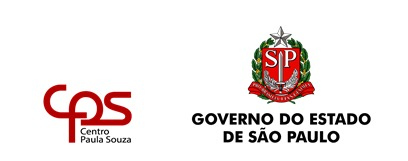 cps
Centro
Paula Souza
SP
GOVERNO DO ESTADO
DE SÃO PAULO